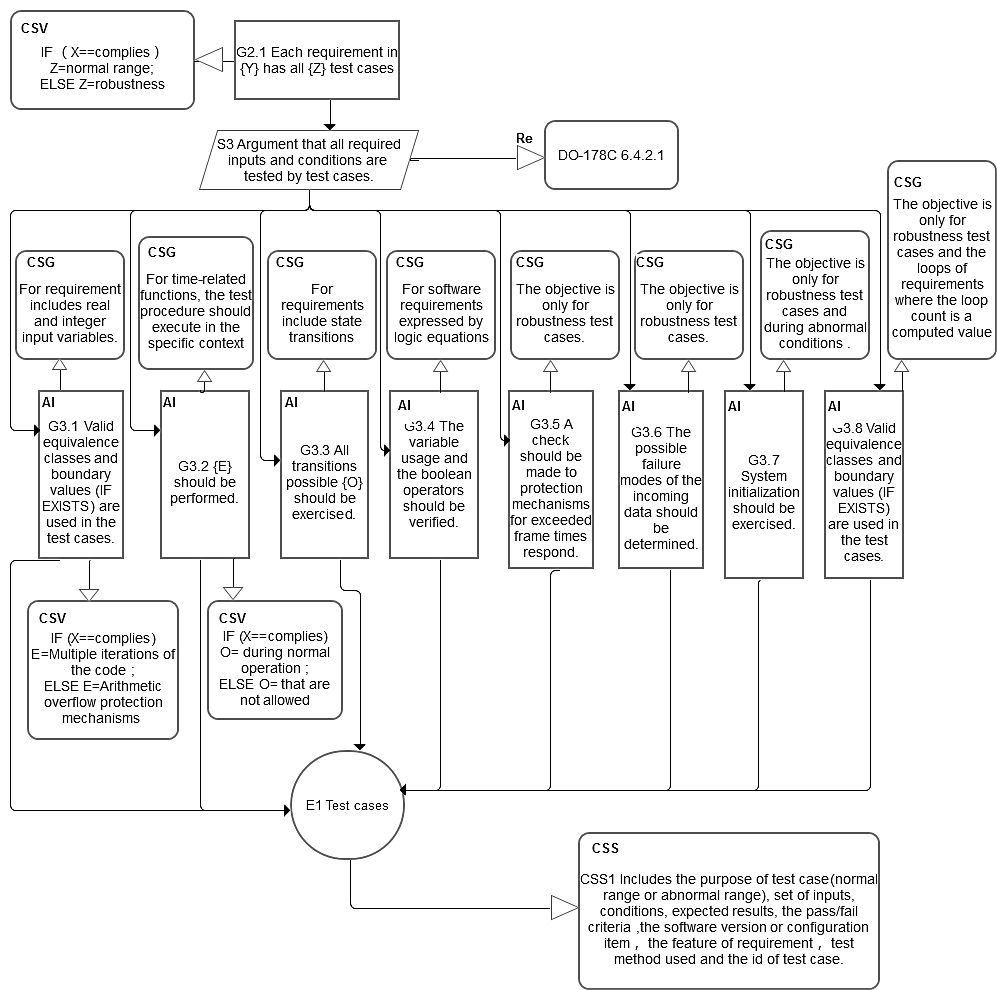 CSV
IF （ X==complies ）
Z=normal range;
ELSE Z=robustness
G2.1 Each requirement in
{Y} has all {Z} test cases
S3 Argument that all required
inputs and conditions are
tested by test cases.
Re
DO-178C 6.4.2.1
CSG
For requirement
includes real
and integer
input variables.
CSG
For time-related
functions, the test
procedure should
execute in the
specific context
CSG
For
requirements
include state
transitions
CSG
For software
requirements
expressed by
logic equations
CSG
The objective is
only for
robustness test
cases.
CSG
The objective is
only for
robustness test
cases.
CSG
The objective is
only for
robustness test
cases and
during abnormal
conditions .
CSG
The objective is
only for
robustness test
cases and the
loops of
requirements
where the loop
count is a
computed value
AI
G3.1 Valid
equivalence
classes and
boundary
values (IF
EXISTS) are
used in the
test cases.
AI
G3.2 {E}
should be
performed.
AI
G3.3 All
transitions
possible {O}
should be
exercised.
AI
G3.4 The
variable
usage and
the boolean
operators
should be
verified.
AI
G3.5 A
check
should be
made to
protection
mechanisms
for exceeded
frame times
respond.
AI
G3.6 The
possible
failure
modes of the
incoming
data should
be
determined.
AI
G3.7
System
initialization
should be
exercised.
AI
G3.8 Valid
equivalence
classes and
boundary
values (IF
EXISTS)
are used in
the test
cases.
CSV
IF (X==complies)
E=Multiple iterations of
the code ;
ELSE E=Arithmetic
overflow protection
mechanisms
CSV
IF (X==complies)
O= during normal
operation ;
ELSE O= that are
not allowed
E1 Test cases
CSS
CSS1 Includes the purpose of test case(normal
range or abnormal range), set of inputs,
conditions, expected results, the pass/fail
criteria ,the software version or configuration
item， the feature of requirement， test
method used and the id of test case.